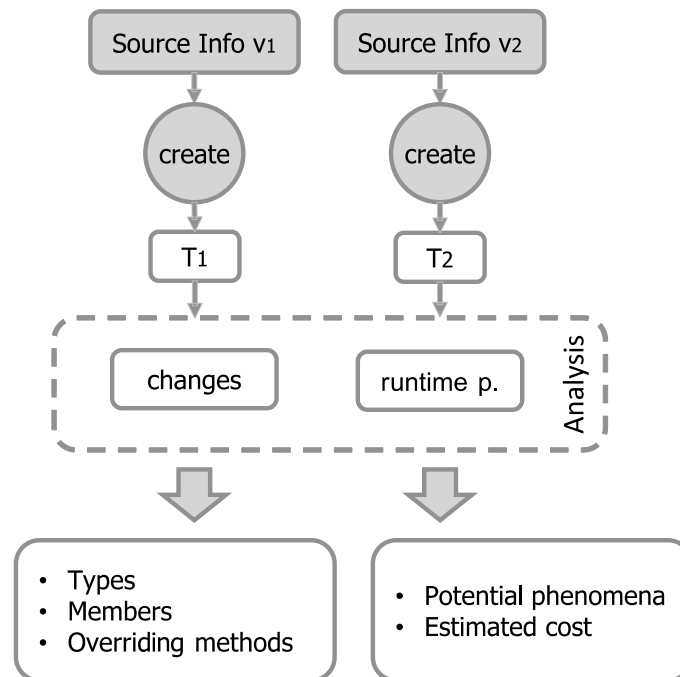 Source Info v1
Source Info v2
create
create
T1
T2
changes
runtime p.
Analysis
• Types
• Members
• Overriding methods
• Potential phenomena
• Estimated cost